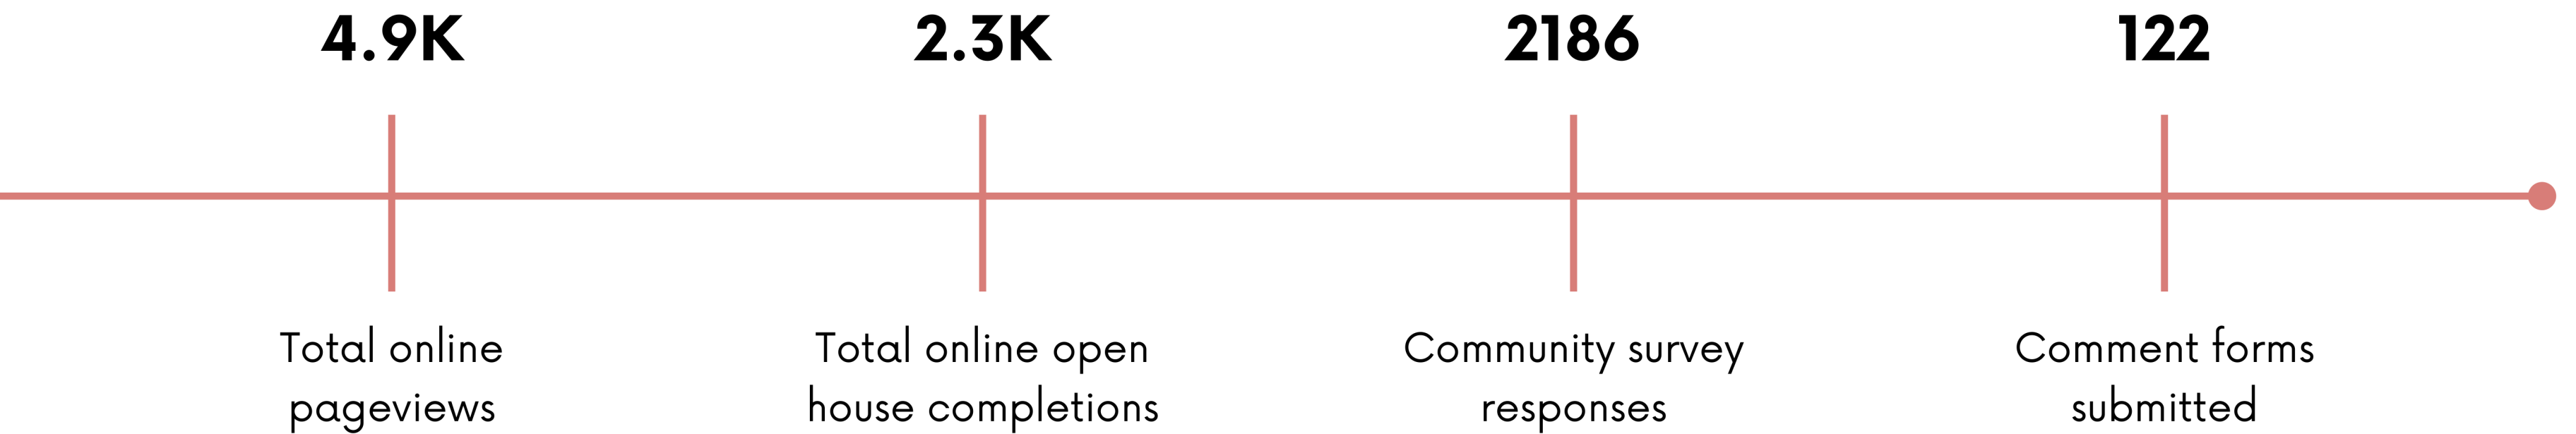 4.9K
Total online
pageviews
2.3K
Total online open
house completions
2186
Community survey
responses
122
Comment forms
submitted